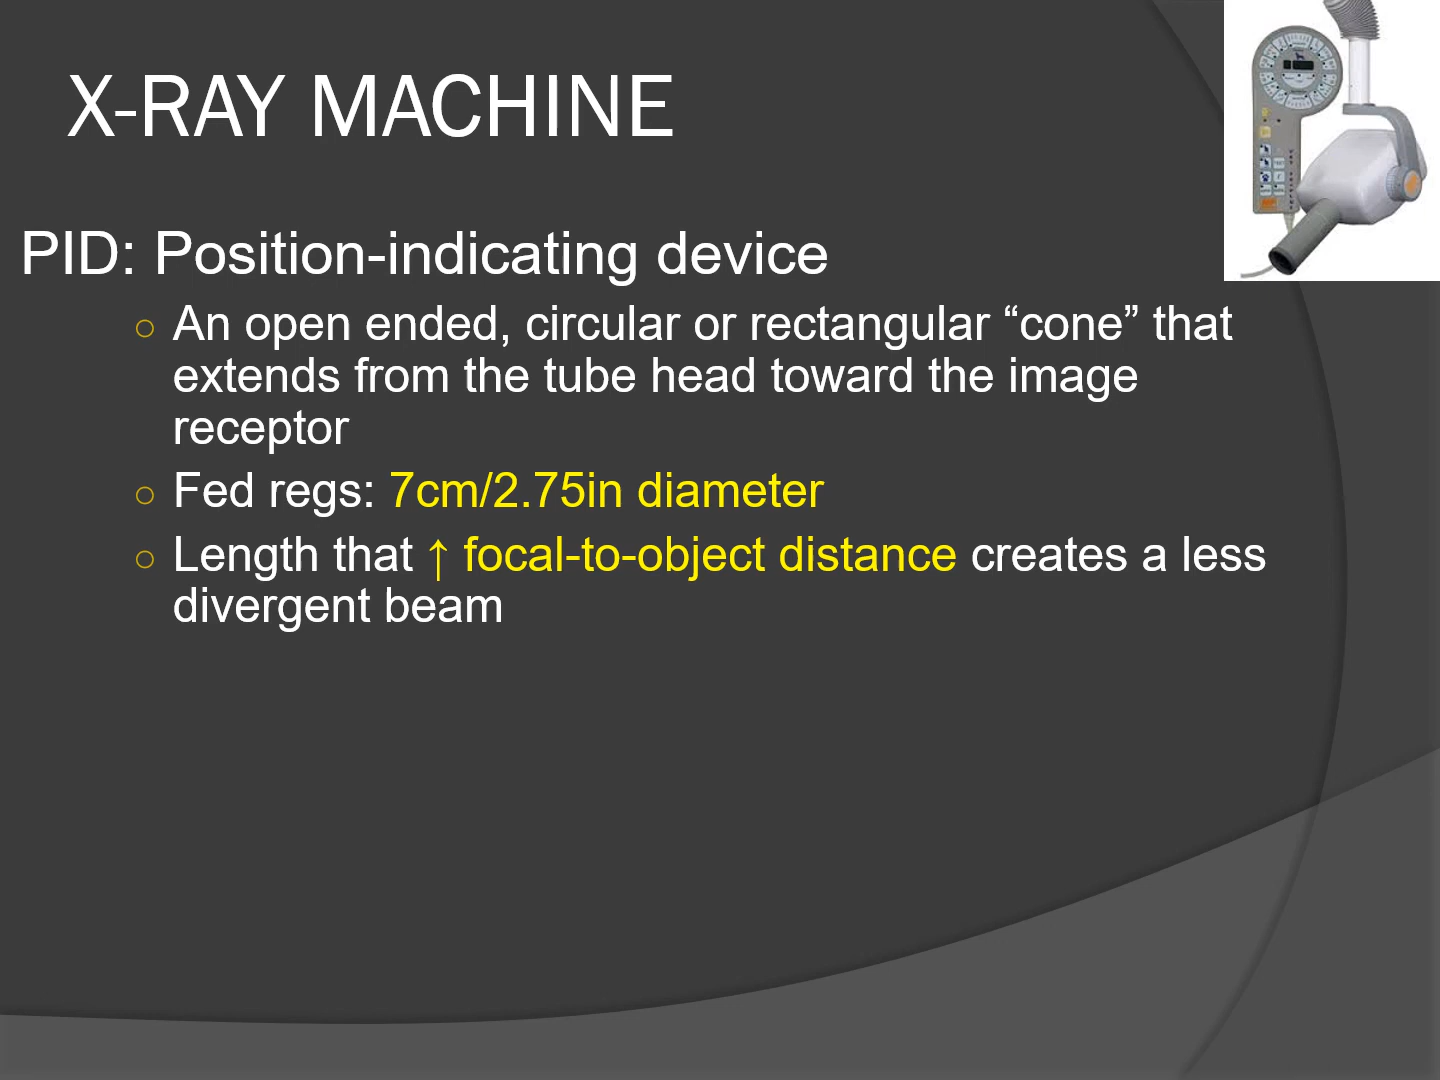 X-RAY MACHINE
PID: Position-indicating device
○ An open ended, circular or rectangular “cone” that
extends from the tube head toward the image
receptor
○ Fed regs: 7cm/2.75in diameter
○ Length that ↑ focal-to-object distance creates a less
divergent beam